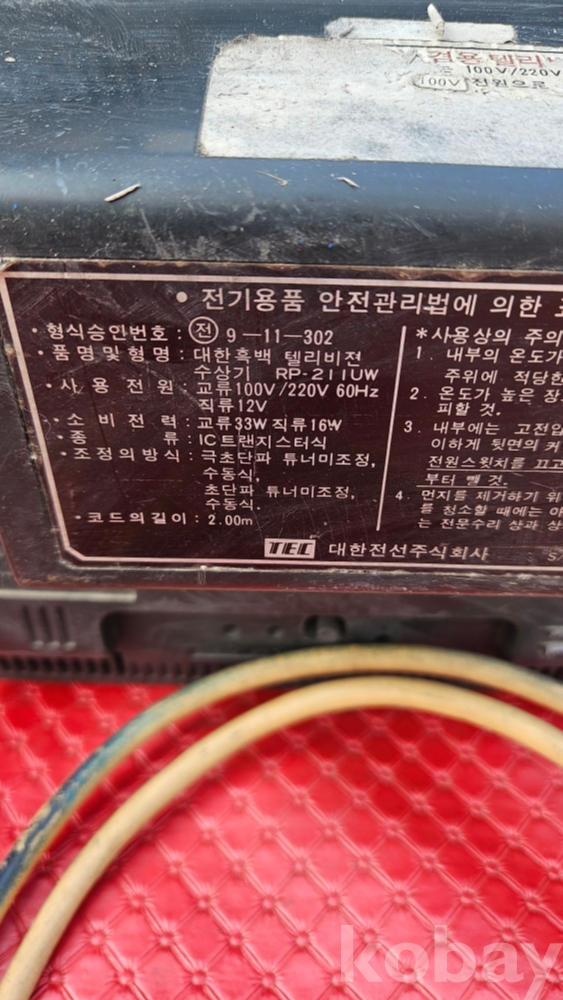 겸용텔리
100V/220V
100V 전원으로
• 전기용품 안전관리법에 의한
• 형식승인번호 : 전 9-11-302
• 품명및형명 : 대한흑백 텔리비젼
수상기 RP-211UW
• 사용전원 : 교류100V/220V 60Hz
직류12V
• 소비전력 : 교류33W 직류16W
• 종류 : IC트랜지스터식
• 조정의방식 : 극초단파 튜너미조정,
수동식,
초단파 튜너미조정,
수동식.
• 코드의길이 : 2.00m
*사용상의 주의
1. 내부의 온도가
주위에 적당한
2. 온도가 높은 장
피할 것.
3. 내부에는 고전압
이하게 뒷면의 커
전원스윗치를 끄고
부터 뺄 것.
4. 먼지를 제거하기 위
를 청소할 때에는
는 전문수리 상과 상
TEC 대한전선주식회사
kobay